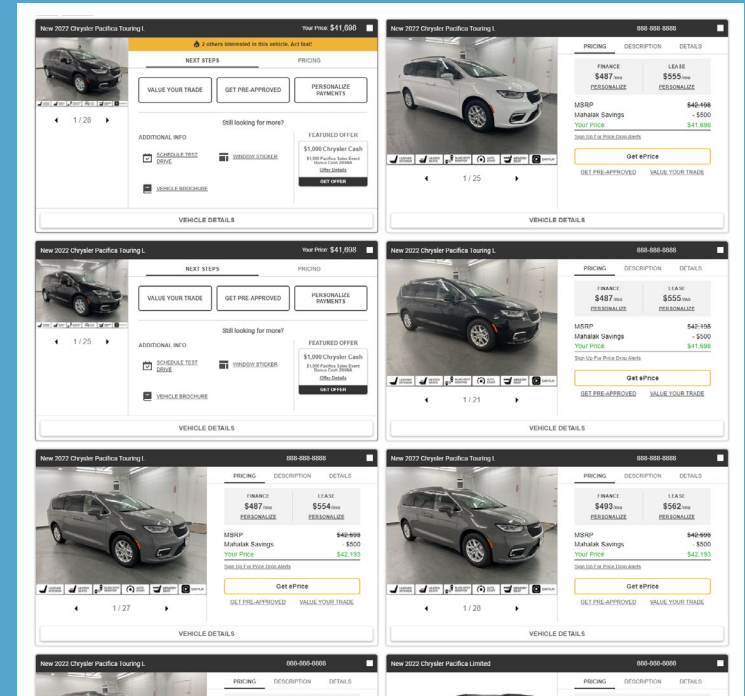 New 2022 Chrysler Pacifica Touring L
Your Price: $41,698
2 others interested in this vehicle. Act fast!
NEXT STEPS
PRICING
VALUE YOUR TRADE
GET PRE-APPROVED
PERSONALIZE PAYMENTS
1 / 28
Still looking for more?
ADDITIONAL INFO
SCHEDULE TEST DRIVE
WINDOW STICKER
VEHICLE BROCHURE
FEATURED OFFER
$1,000 Chrysler Cash
$1,000 Pacifica Sales Event
Offer Details
GET OFFER
VEHICLE DETAILS
New 2022 Chrysler Pacifica Touring L
888-888-8888
PRICING
DESCRIPTION
DETAILS
FINANCE
$487 /mo
PERSONALIZE
LEASE
$555 /mo
PERSONALIZE
MSRP $42,198
Mahalak Savings - $500
Your Price $41,698
Sign Up For Price Drop Alerts
Get ePrice
GET PRE-APPROVED
VALUE YOUR TRADE
1 / 25
VEHICLE DETAILS
New 2022 Chrysler Pacifica Touring L
Your Price: $41,698
NEXT STEPS
PRICING
VALUE YOUR TRADE
GET PRE-APPROVED
PERSONALIZE PAYMENTS
1 / 25
Still looking for more?
ADDITIONAL INFO
SCHEDULE TEST DRIVE
WINDOW STICKER
VEHICLE BROCHURE
FEATURED OFFER
$1,000 Chrysler Cash
$1,000 Pacifica Sales Event
Offer Details
GET OFFER
VEHICLE DETAILS
New 2022 Chrysler Pacifica Touring L
888-888-8888
PRICING
DESCRIPTION
DETAILS
FINANCE
$487 /mo
PERSONALIZE
LEASE
$555 /mo
PERSONALIZE
MSRP $42,198
Mahalak Savings - $500
Your Price $41,698
Sign Up For Price Drop Alerts
Get ePrice
GET PRE-APPROVED
VALUE YOUR TRADE
1 / 21
VEHICLE DETAILS
New 2022 Chrysler Pacifica Touring L
888-888-8888
PRICING
DESCRIPTION
DETAILS
FINANCE
$487 /mo
PERSONALIZE
LEASE
$554 /mo
PERSONALIZE
MSRP $42,693
Mahalak Savings - $500
Your Price $42,193
Sign Up For Price Drop Alerts
Get ePrice
GET PRE-APPROVED
VALUE YOUR TRADE
1 / 27
VEHICLE DETAILS
New 2022 Chrysler Pacifica Touring L
888-888-8888
PRICING
DESCRIPTION
DETAILS
FINANCE
$493 /mo
PERSONALIZE
LEASE
$562 /mo
PERSONALIZE
MSRP $42,693
Mahalak Savings - $500
Your Price $42,193
Sign Up For Price Drop Alerts
Get ePrice
GET PRE-APPROVED
VALUE YOUR TRADE
1 / 28
VEHICLE DETAILS
New 2022 Chrysler Pacifica Touring L
888-888-8888
PRICING
DESCRIPTION
DETAILS
FINANCE
LEASE
New 2022 Chrysler Pacifica Limited
888-888-8888
PRICING
DESCRIPTION
DETAILS
FINANCE
LEASE